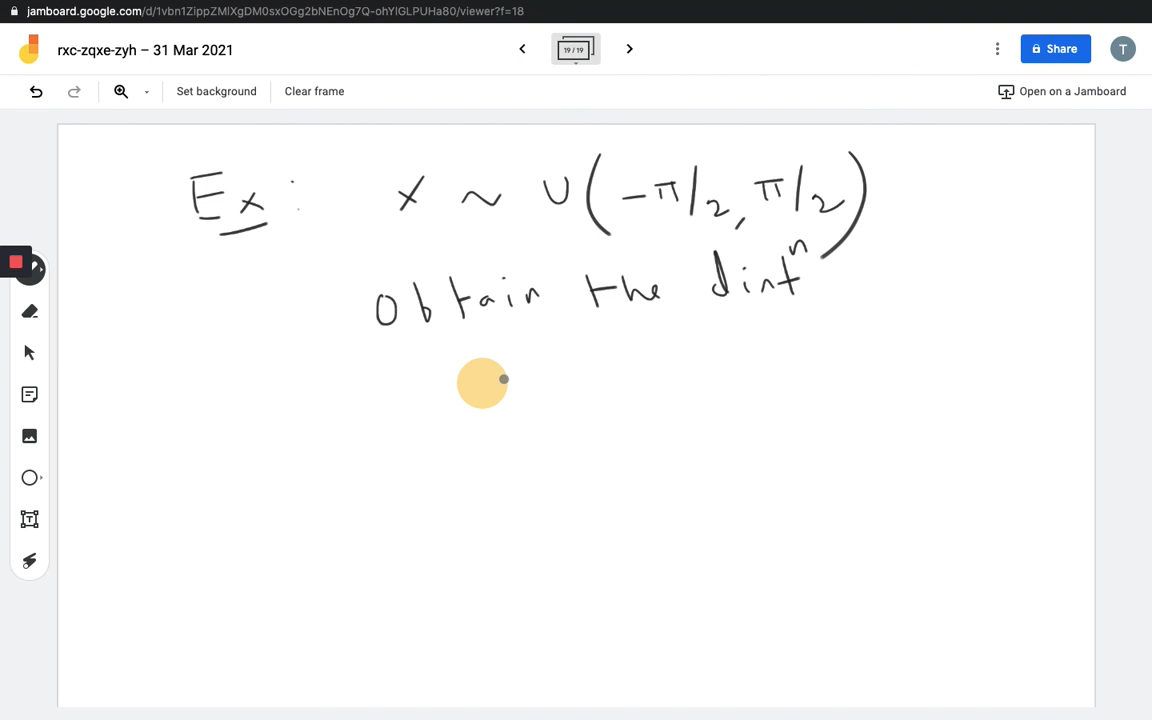 jamboard.google.com/d/1vbn1ZippZMlXgDM0sxOGg2bNEnOg7Q-ohYlGLPUHa80/viewer?f=18
rxc-zqxe-zyh – 31 Mar 2021
19 / 19
Share
T
Set background
Clear frame
Open on a Jamboard
Ex : X ~ U(-π/2, π/2)
Obtain the distⁿ